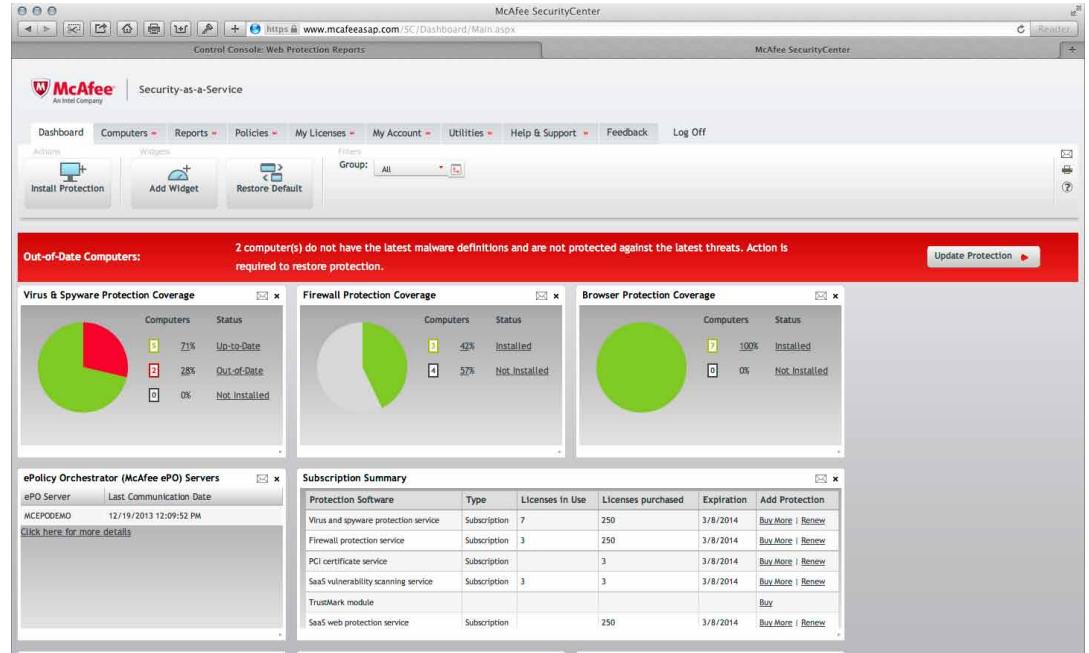 McAfee SecurityCenter
https www.mcafeeasap.com/SC/Dashboard/Main.aspx
Reader
Control Console: Web Protection Reports
McAfee SecurityCenter
McAfee
An Intel Company
Security-as-a-Service
Dashboard Computers Reports Policies My Licenses My Account Utilities Help & Support Feedback Log Off
Actions Widgets Filters
Install Protection Add Widget Restore Default Group: All
Out-of-Date Computers:
2 computer(s) do not have the latest malware definitions and are not protected against the latest threats. Action is
required to restore protection.
Update Protection
Virus & Spyware Protection Coverage
Computers Status
5 71% Up-to-Date
2 28% Out-of-Date
0 0% Not Installed
Firewall Protection Coverage
Computers Status
3 42% Installed
4 57% Not Installed
Browser Protection Coverage
Computers Status
7 100% Installed
0 0% Not Installed
ePolicy Orchestrator (McAfee ePO) Servers
ePO Server Last Communication Date
MCEPODEMO 12/19/2013 12:09:52 PM
Click here for more details
Subscription Summary
Protection Software Type Licenses in Use Licenses purchased Expiration Add Protection
Virus and spyware protection service Subscription 7 250 3/8/2014 Buy More | Renew
Firewall protection service Subscription 3 250 3/8/2014 Buy More | Renew
PCI certificate service Subscription 3 3/8/2014 Buy More | Renew
SaaS vulnerability scanning service Subscription 3 3 3/8/2014 Buy More | Renew
TrustMark module Buy
SaaS web protection service Subscription 250 3/8/2014 Buy More | Renew